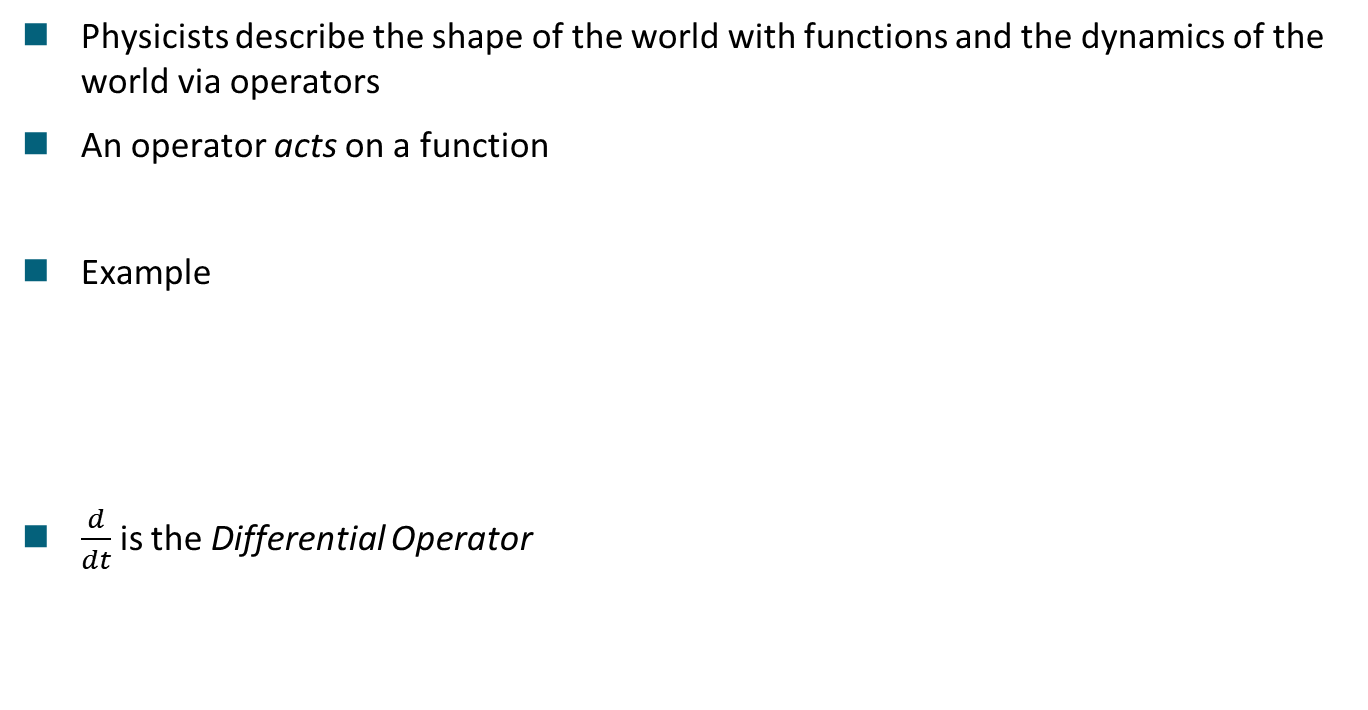 Physicists describe the shape of the world with functions and the dynamics of the
world via operators
An operator acts on a function
Example
d/dt is the Differential Operator